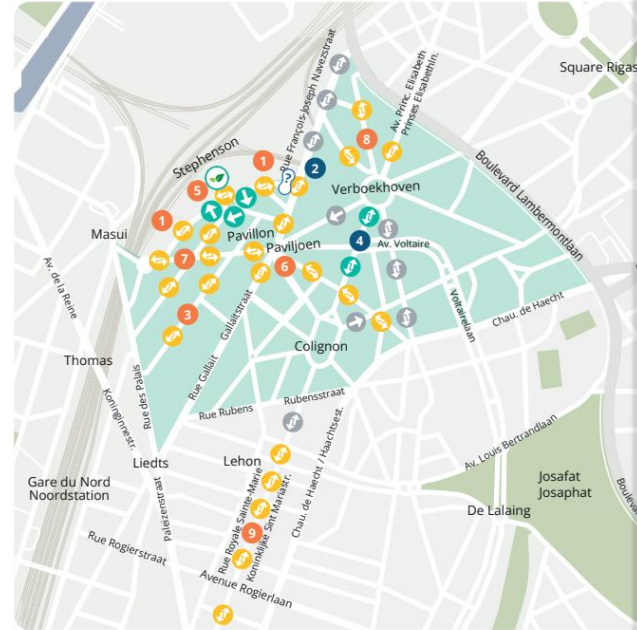 Square Rigas
Av. Princ. Elisabeth
Prinses Elisabethln.
Rue François-Joseph Navezstraat
Boulevard Lambermontlaan
Stephenson
1
2
8
?
5
Verboekhoven
1
Pavillon
Paviljoen
4
Av. Voltaire
Masui
7
6
Av. de la Reine
Voltairelaan
Chau. de Haecht
3
Gallaitstraat
Rue Gallait
Colignon
Thomas
Rue des Palais
Koninginnestr.
Rue Rubens
Rubensstraat
Liedts
Lehon
Av. Louis Bertrandlaan
Chau. de Haecht / Haachtsest.
Gare du Nord
Noordstation
Paleizenstraat
Rue Royale Sainte-Marie
Koninklijke Sint Mariastr.
Josafat
Josaphat
De Lalaing
Boulevard
9
Rue Rogierstraat
Avenue Rogierlaan